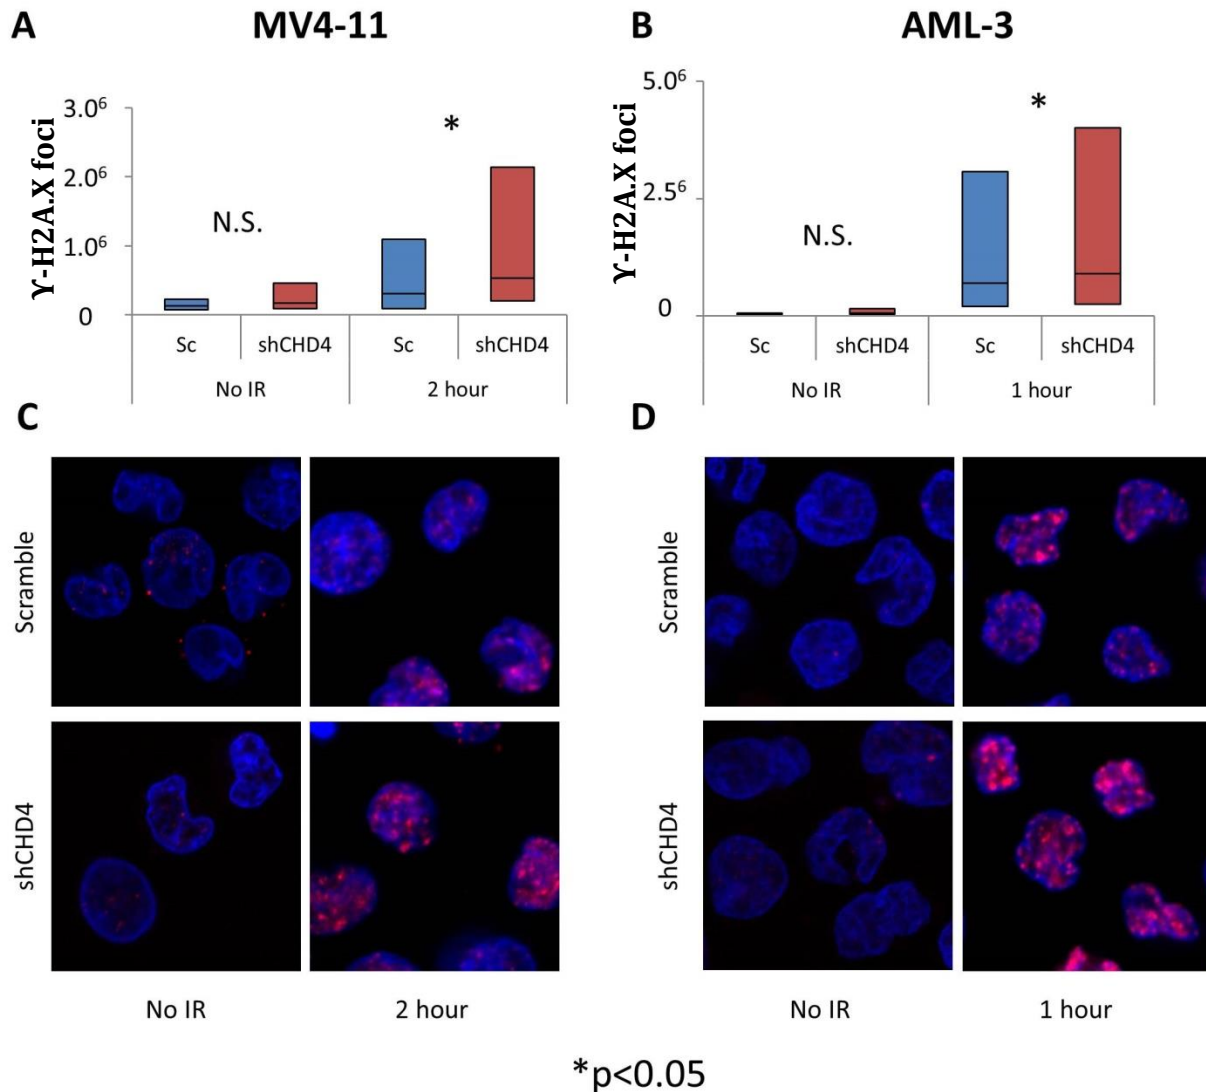 A
MV4-11
B
AML-3
ϒ-H2A.X foci
3.0⁶
2.0⁶
1.0⁶
0
N.S.
*
Sc
shCHD4
Sc
shCHD4
No IR
2 hour
ϒ-H2A.X foci
5.0⁶
2.5⁶
0
N.S.
*
Sc
shCHD4
Sc
shCHD4
No IR
1 hour
C
D
Scramble
shCHD4
No IR
2 hour
Scramble
shCHD4
No IR
1 hour
*p<0.05